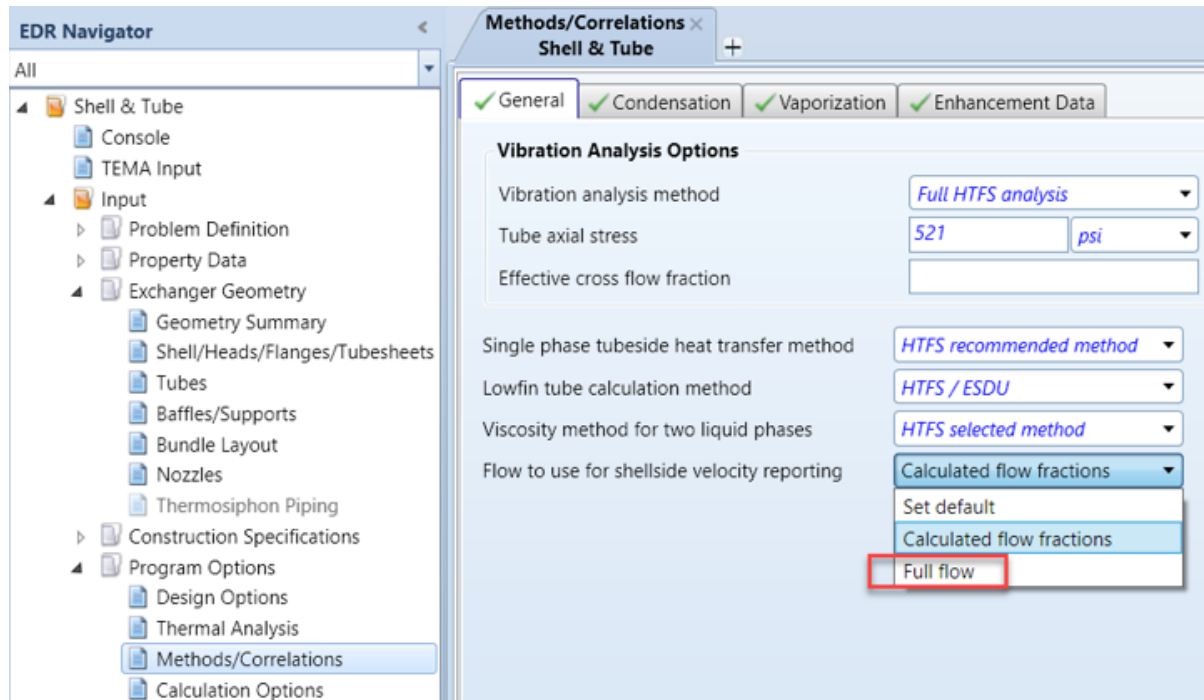 EDR Navigator
All
Shell & Tube
Console
TEMA Input
Input
Problem Definition
Property Data
Exchanger Geometry
Geometry Summary
Shell/Heads/Flanges/Tubesheets
Tubes
Baffles/Supports
Bundle Layout
Nozzles
Thermosiphon Piping
Construction Specifications
Program Options
Design Options
Thermal Analysis
Methods/Correlations
Calculation Options
Methods/Correlations
Shell & Tube
General Condensation Vaporization Enhancement Data
Vibration Analysis Options
Vibration analysis method Full HTFS analysis
Tube axial stress 521 psi
Effective cross flow fraction
Single phase tubeside heat transfer method HTFS recommended method
Lowfin tube calculation method HTFS / ESDU
Viscosity method for two liquid phases HTFS selected method
Flow to use for shellside velocity reporting Calculated flow fractions
Set default
Calculated flow fractions
Full flow